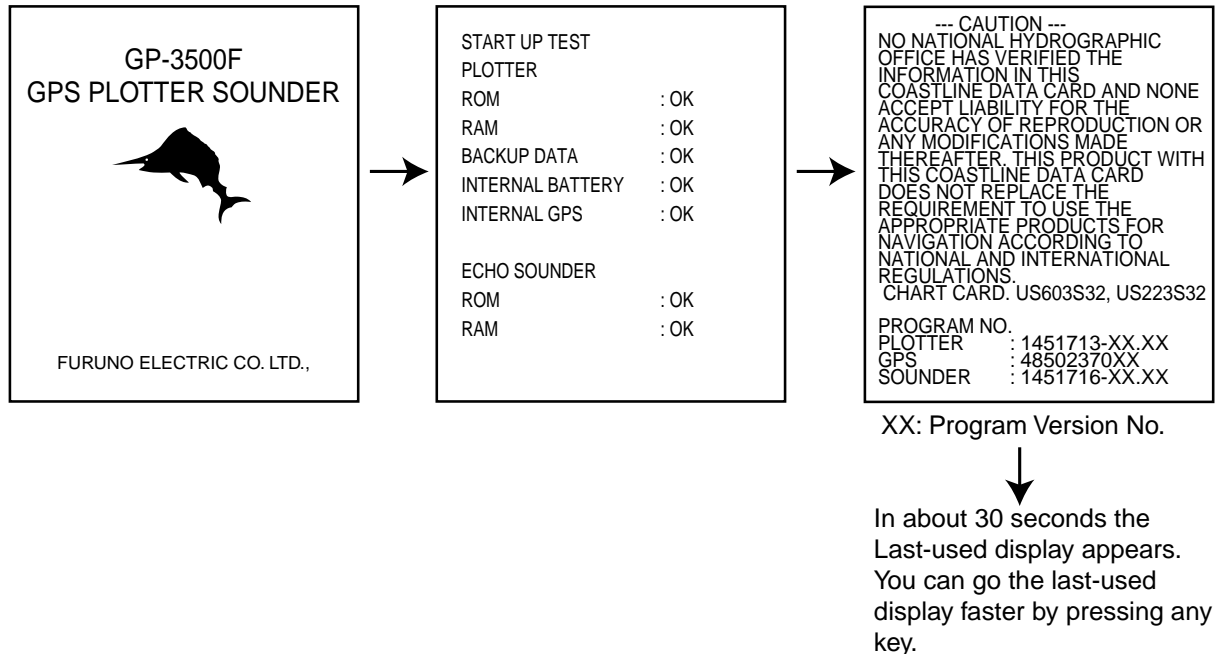 GP-3500F
GPS PLOTTER SOUNDER
FURUNO ELECTRIC CO. LTD.,
START UP TEST
PLOTTER
ROM : OK
RAM : OK
BACKUP DATA : OK
INTERNAL BATTERY : OK
INTERNAL GPS : OK
ECHO SOUNDER
ROM : OK
RAM : OK
--- CAUTION ---
NO NATIONAL HYDROGRAPHIC
OFFICE HAS VERIFIED THE
INFORMATION IN THIS
COASTLINE DATA CARD AND NONE
ACCEPT LIABILITY FOR THE
ACCURACY OF REPRODUCTION OR
ANY MODIFICATIONS MADE
THEREAFTER. THIS PRODUCT WITH
THIS COASTLINE DATA CARD
DOES NOT REPLACE THE
REQUIREMENT TO USE THE
APPROPRIATE PRODUCTS FOR
NAVIGATION ACCORDING TO
NATIONAL AND INTERNATIONAL
REGULATIONS.
CHART CARD. US603S32, US223S32
PROGRAM NO.
PLOTTER : 1451713-XX.XX
GPS : 48502370XX
SOUNDER : 1451716-XX.XX
XX: Program Version No.
In about 30 seconds the
Last-used display appears.
You can go the last-used
display faster by pressing any
key.